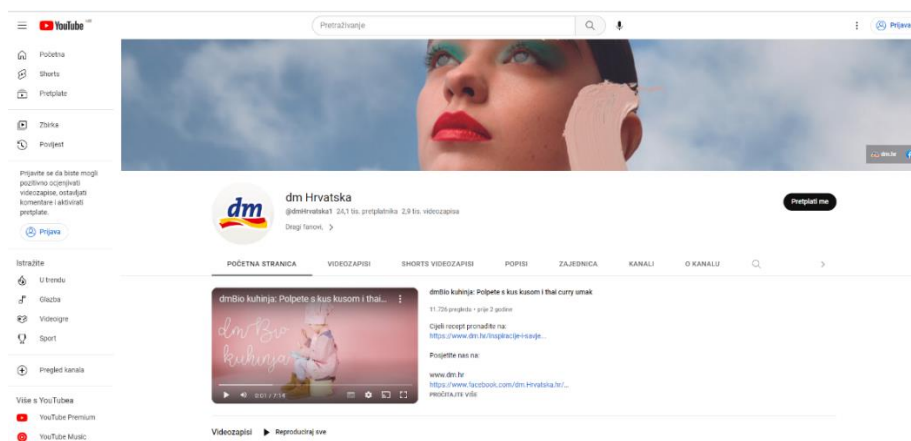 YouTube HR
Pretraživanje
Prijava
Početna
Shorts
Pretplate
Zbirka
Povijest
Prijavite se da biste mogli
pozitivno ocjenjivati
videozapise, ostavljati
komentare i aktivirati
pretplate.
Prijava
Istražite
U trendu
Glazba
Videoigre
Sport
Pregled kanala
Više s YouTubea
YouTube Premium
YouTube Music
dm.hr
dm
dm Hrvatska
@dmHrvatska1 24,1 tis. pretplatnika 2,9 tis. videozapisa
Dragi fanovi,
Pretplati me
POČETNA STRANICA VIDEOZAPISI SHORTS VIDEOZAPISI POPISI ZAJEDNICA KANALI O KANALU
dmBio kuhinja: Polpete s kus kusom i thai...
dm Bio
kuhinja
0:01 / 7:16
dmBio kuhinja: Polpete s kus kusom i thai curry umak
11.726 pregleda • prije 2 godine
Cijeli recept pronađite na:
https://www.dm.hr/inspiracije-i-savje...
Posjetite nas na:
www.dm.hr
https://www.facebook.com/dm.Hrvatska.hr/...
PROČITAJTE VIŠE
Videozapisi Reproduciraj sve